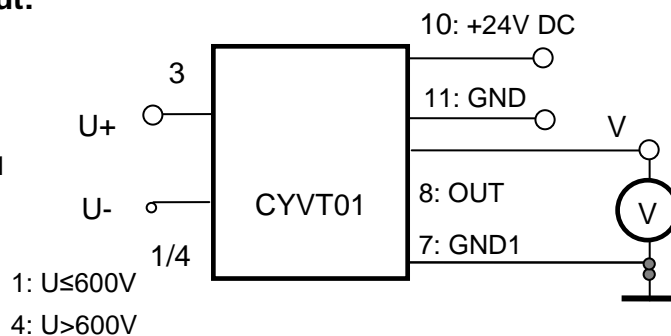 ut:
10: +24V DC
3
11: GND
U+
V
U-
CYVT01
8: OUT
V
1/4
7: GND1
1: U≤600V
4: U>600V